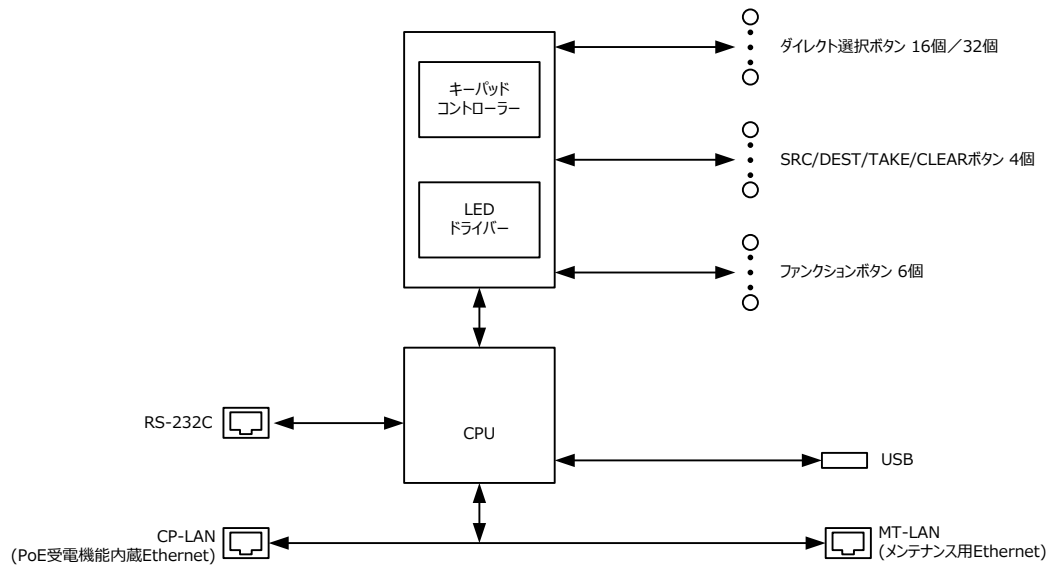 ダイレクト選択ボタン 16個／32個
キーパッド
コントローラー
SRC/DEST/TAKE/CLEARボタン 4個
LED
ドライバー
ファンクションボタン 6個
RS-232C
CPU
USB
CP-LAN
(PoE受電機能内蔵Ethernet)
MT-LAN
(メンテナンス用Ethernet)